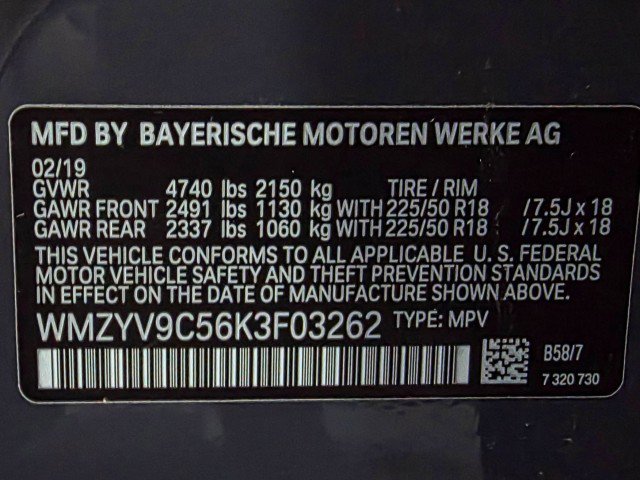 MFD BY BAYERISCHE MOTOREN WERKE AG
02/19
GVWR 4740 lbs 2150 kg TIRE / RIM
GAWR FRONT 2491 lbs 1130 kg WITH 225/50 R18 /7.5J x 18
GAWR REAR 2337 lbs 1060 kg WITH 225/50 R18 /7.5J x 18
THIS VEHICLE CONFORMS TO ALL APPLICABLE U. S. FEDERAL
MOTOR VEHICLE SAFETY AND THEFT PREVENTION STANDARDS
IN EFFECT ON THE DATE OF MANUFACTURE SHOWN ABOVE.
WMZYV9C56K3F03262 TYPE: MPV
B58/7
7 320 730